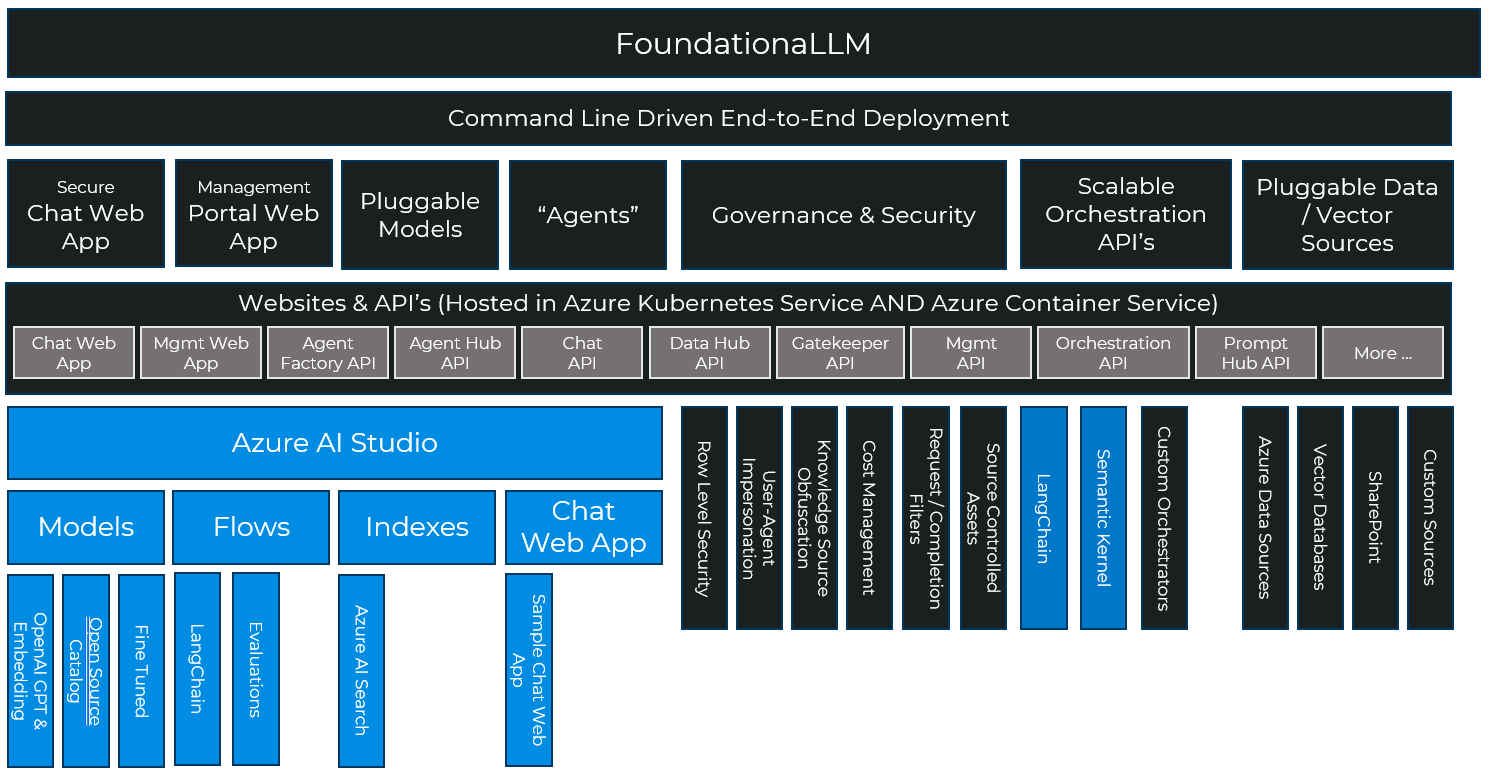 FoundationaLLM
Command Line Driven End-to-End Deployment
Secure
Chat Web
App
Management
Portal Web
App
Pluggable
Models
“Agents”
Governance & Security
Scalable
Orchestration
API’s
Pluggable Data
/ Vector
Sources
Websites & API’s (Hosted in Azure Kubernetes Service AND Azure Container Service)
Chat Web
App
Mgmt Web
App
Agent
Factory API
Agent Hub
API
Chat
API
Data Hub
API
Gatekeeper
API
Mgmt
API
Orchestration
API
Prompt
Hub API
More ...
Azure AI Studio
Models
Flows
Indexes
Chat
Web App
OpenAI GPT &
Embedding
Open Source
Catalog
Fine Tuned
LangChain
Evaluations
Azure AI Search
Sample Chat Web
App
Row Level Security
User-Agent
Impersonation
Knowledge Source
Obfuscation
Cost Management
Request / Completion
Filters
Source Controlled
Assets
LangChain
Semantic Kernel
Custom Orchestrators
Azure Data Sources
Vector Databases
SharePoint
Custom Sources